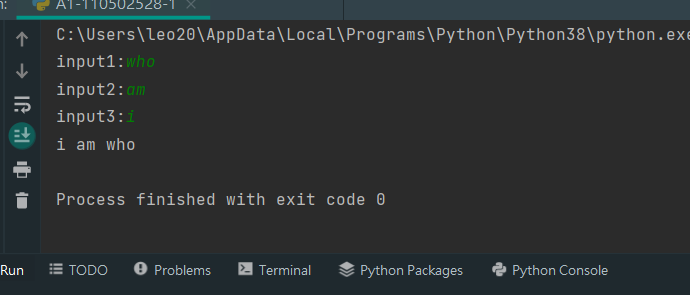 n: A1-110502528-1 ×
C:\Users\leo20\AppData\Local\Programs\Python\Python38\python.exe
input1:who
input2:am
input3:i
i am who
Process finished with exit code 0
Run TODO Problems Terminal Python Packages Python Console